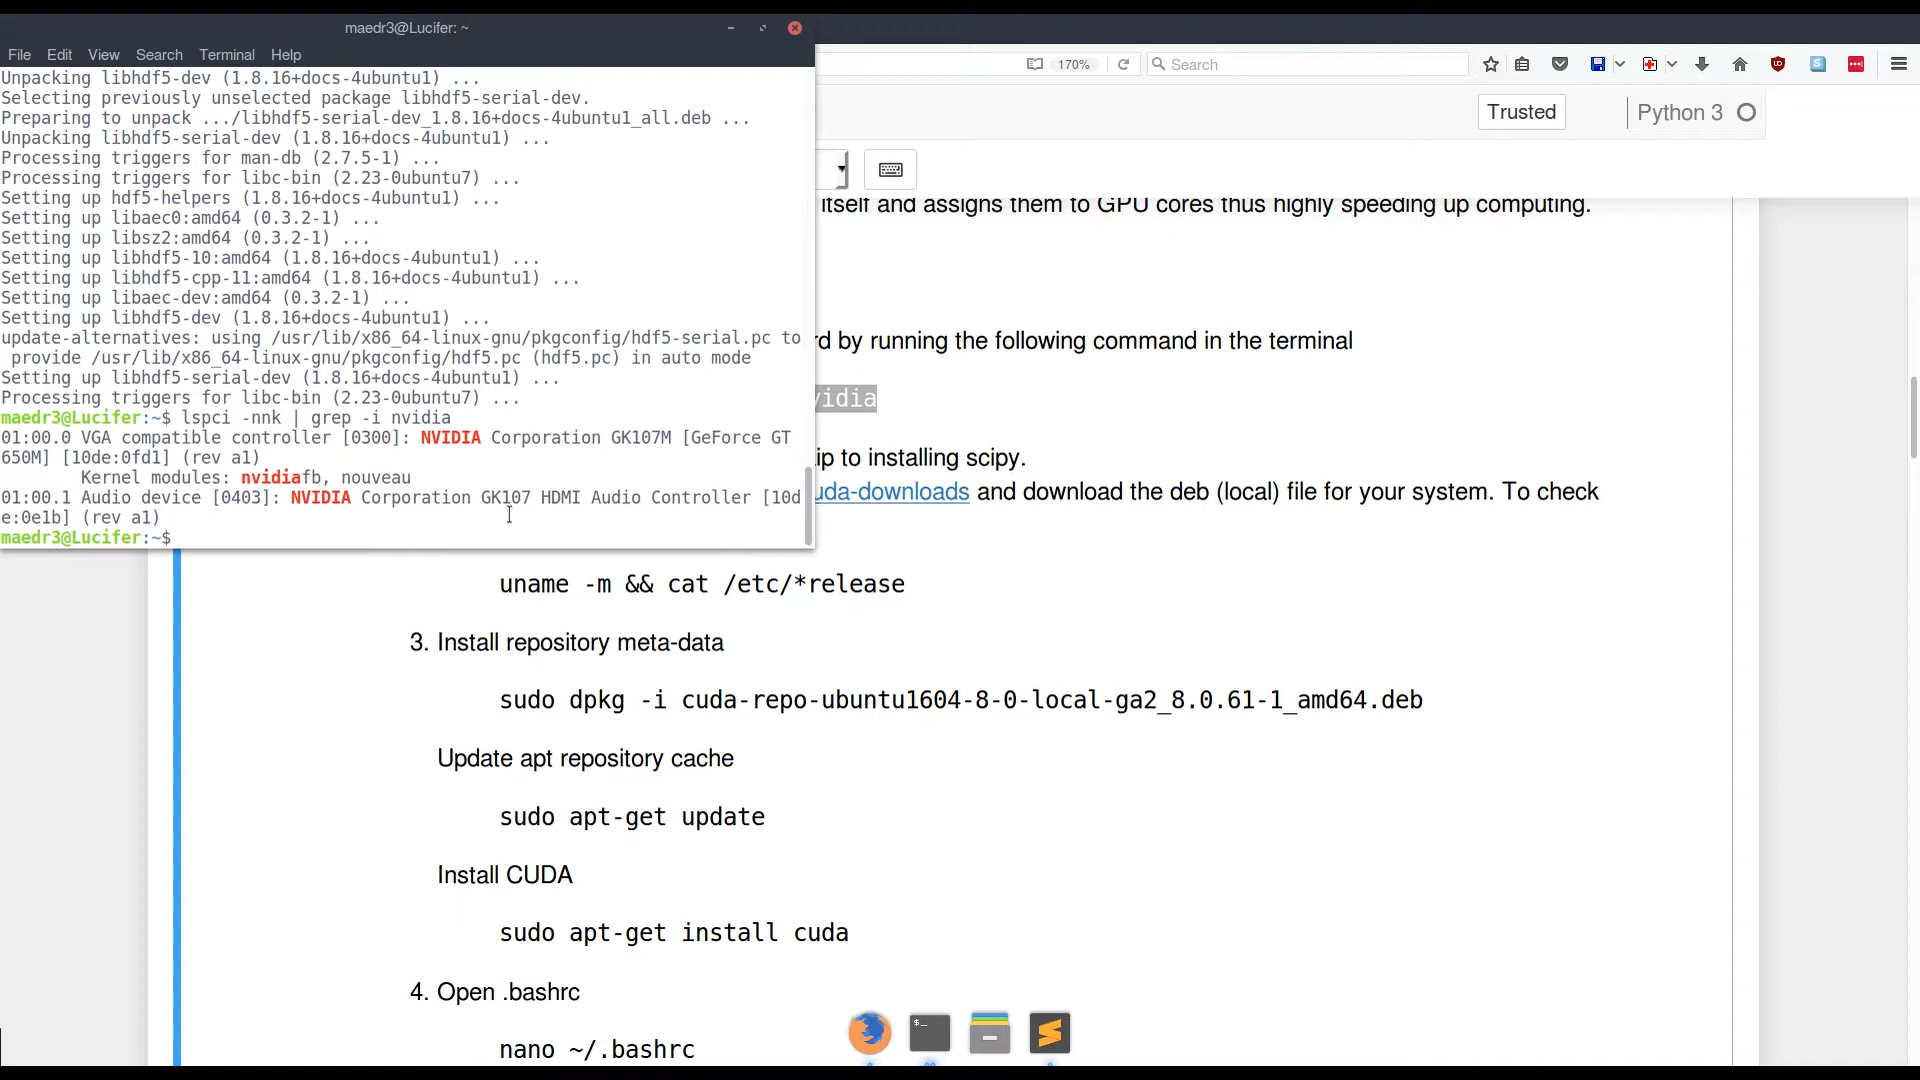 maedr3@Lucifer: ~
File Edit View Search Terminal Help
Unpacking libhdf5-dev (1.8.16+docs-4ubuntu1) ...
Selecting previously unselected package libhdf5-serial-dev.
Preparing to unpack .../libhdf5-serial-dev_1.8.16+docs-4ubuntu1_all.deb ...
Unpacking libhdf5-serial-dev (1.8.16+docs-4ubuntu1) ...
Processing triggers for man-db (2.7.5-1) ...
Processing triggers for libc-bin (2.23-0ubuntu7) ...
Setting up hdf5-helpers (1.8.16+docs-4ubuntu1) ...
Setting up libaec0:amd64 (0.3.2-1) ...
Setting up libsz2:amd64 (0.3.2-1) ...
Setting up libhdf5-10:amd64 (1.8.16+docs-4ubuntu1) ...
Setting up libhdf5-cpp-11:amd64 (1.8.16+docs-4ubuntu1) ...
Setting up libaec-dev:amd64 (0.3.2-1) ...
Setting up libhdf5-dev (1.8.16+docs-4ubuntu1) ...
update-alternatives: using /usr/lib/x86_64-linux-gnu/pkgconfig/hdf5-serial.pc to
provide /usr/lib/x86_64-linux-gnu/pkgconfig/hdf5.pc (hdf5.pc) in auto mode
Setting up libhdf5-serial-dev (1.8.16+docs-4ubuntu1) ...
Processing triggers for libc-bin (2.23-0ubuntu7) ...
maedr3@Lucifer:~$ lspci -nnk | grep -i nvidia
01:00.0 VGA compatible controller [0300]: NVIDIA Corporation GK107M [GeForce GT
650M] [10de:0fd1] (rev a1)
Kernel modules: nvidiafb, nouveau
01:00.1 Audio device [0403]: NVIDIA Corporation GK107 HDMI Audio Controller [10d
e:0e1b] (rev a1)
maedr3@Lucifer:~$
170% Search
Trusted Python 3
itself and assigns them to GPU cores thus highly speeding up computing.
rd by running the following command in the terminal
vidia
ip to installing scipy.
uda-downloads and download the deb (local) file for your system. To check
uname -m && cat /etc/*release
3. Install repository meta-data
sudo dpkg -i cuda-repo-ubuntu1604-8-0-local-ga2_8.0.61-1_amd64.deb
Update apt repository cache
sudo apt-get update
Install CUDA
sudo apt-get install cuda
4. Open .bashrc
nano ~/.bashrc